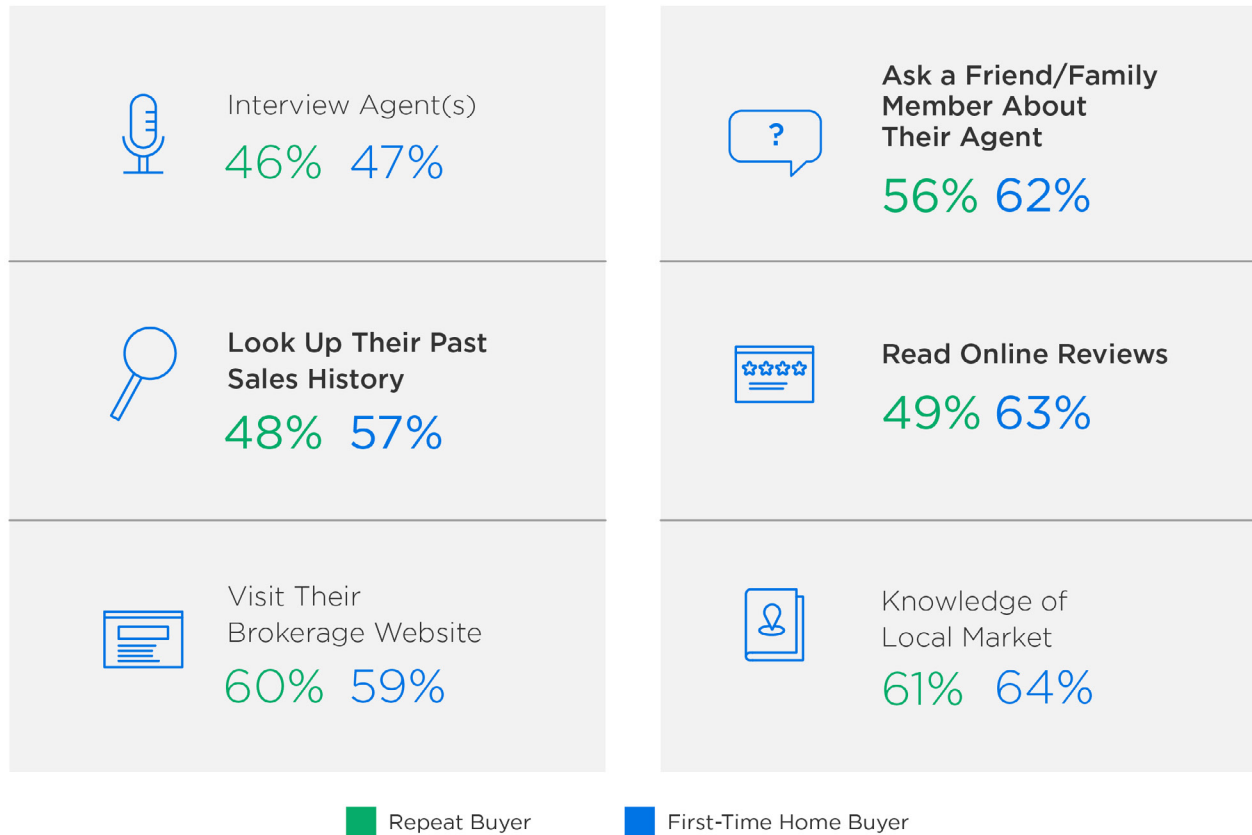 Interview Agent(s)
46% 47%
Ask a Friend/Family
Member About
Their Agent
?
56% 62%
Look Up Their Past
Sales History
48% 57%
Read Online Reviews
49% 63%
Visit Their
Brokerage Website
60% 59%
Knowledge of
Local Market
61% 64%
Repeat Buyer
First-Time Home Buyer